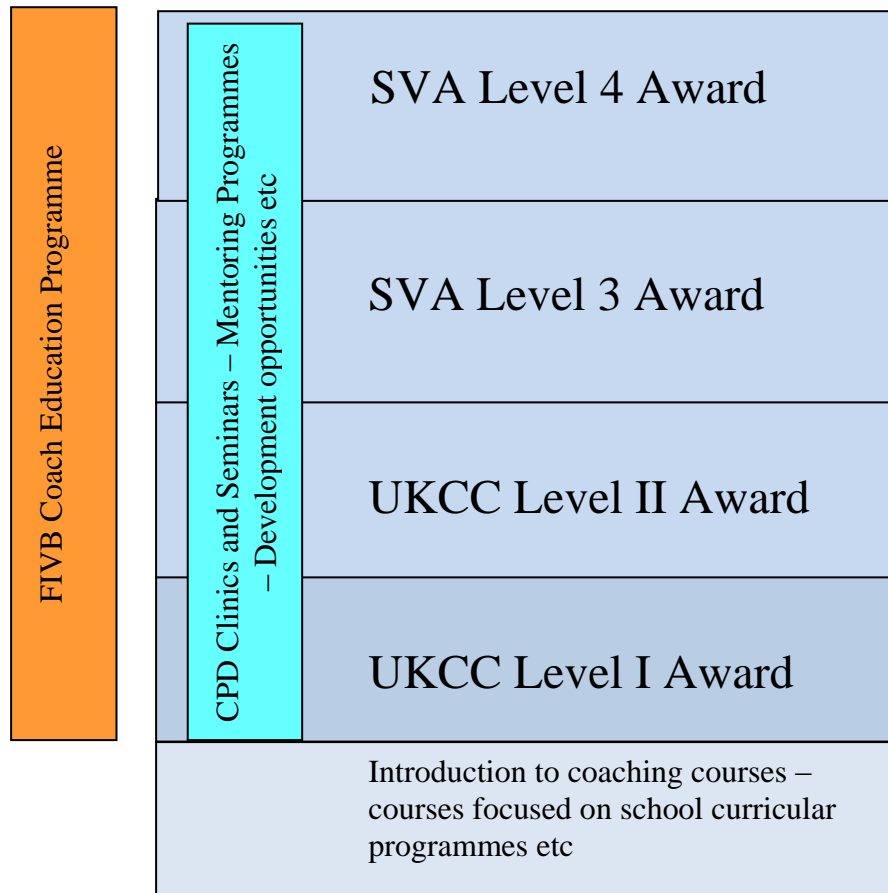 FIVB Coach Education Programme
CPD Clinics and Seminars – Mentoring Programmes
– Development opportunities etc
SVA Level 4 Award
SVA Level 3 Award
UKCC Level II Award
UKCC Level I Award
Introduction to coaching courses –
courses focused on school curricular
programmes etc